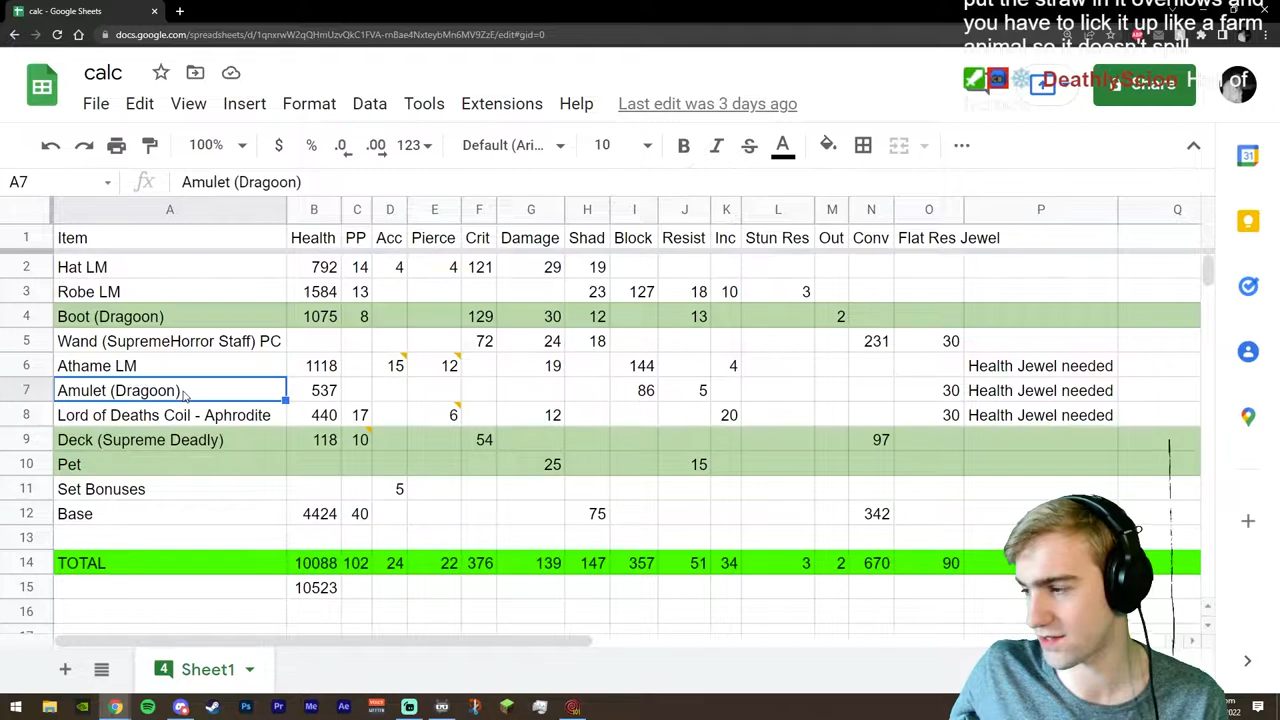 calc - Google Sheets
docs.google.com/spreadsheets/d/1qnxrwW2qQHmUzvQkC1FVA-rnBae4NxteybMn6MV9ZzE/edit#gid=0
put the straw in it overflows and
you have to lick it up like a farm
animal so it doesn't spill
DeathlyScion
of
calc
File Edit View Insert Format Data Tools Extensions Help Last edit was 3 days ago
Share
100% $ % .0 .00 123 Default (Ari... 10 B I S A
A7 fx Amulet (Dragoon)
A B C D E F G H I J K L M N O P Q
1 Item Health PP Acc Pierce Crit Damage Shad Block Resist Inc Stun Res Out Conv Flat Res Jewel
2 Hat LM 792 14 4 4 121 29 19
3 Robe LM 1584 13 23 127 18 10 3
4 Boot (Dragoon) 1075 8 129 30 12 13 2
5 Wand (SupremeHorror Staff) PC 72 24 18 231 30
6 Athame LM 1118 15 12 19 144 4 Health Jewel needed
7 Amulet (Dragoon) 537 86 5 30 Health Jewel needed
8 Lord of Deaths Coil - Aphrodite 440 17 6 12 20 30 Health Jewel needed
9 Deck (Supreme Deadly) 118 10 54 97
10 Pet 25 15
11 Set Bonuses 5
12 Base 4424 40 75 342
13
14 TOTAL 10088 102 24 22 376 139 147 357 51 34 3 2 670 90
15 10523
16
4 Sheet1